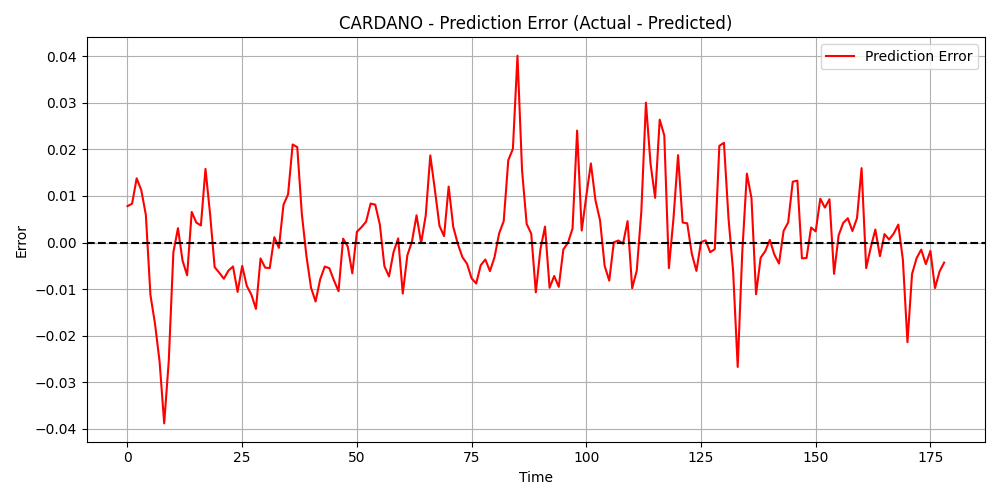 CARDANO - Prediction Error (Actual - Predicted)
Prediction Error
Error
0.04
0.03
0.02
0.01
0.00
−0.01
−0.02
−0.03
−0.04
0 25 50 75 100 125 150 175
Time